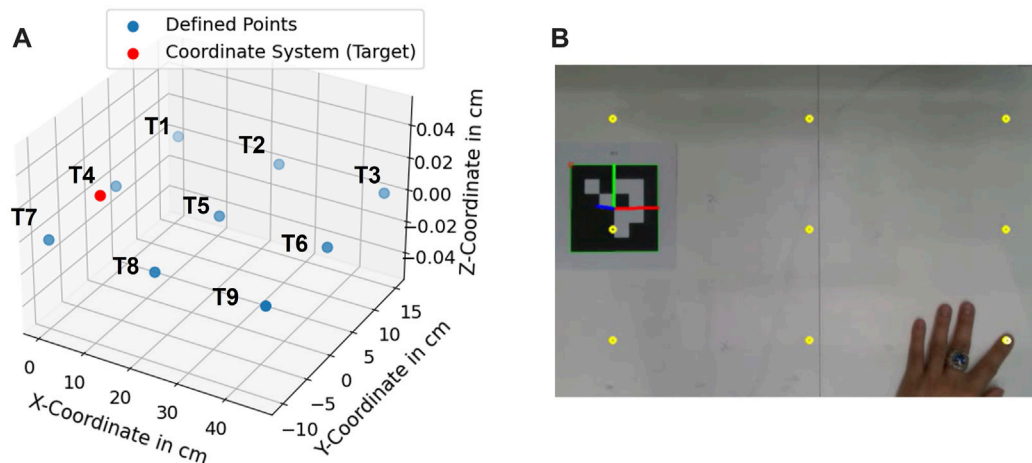 A
Defined Points
Coordinate System (Target)
B
T1
T2
T3
T4
T5
T6
T7
T8
T9
0.04
0.02
0.00
−0.02
−0.04
Z-Coordinate in cm
0
10
20
30
40
X-Coordinate in cm
−10
−5
0
5
10
15
Y-Coordinate in cm